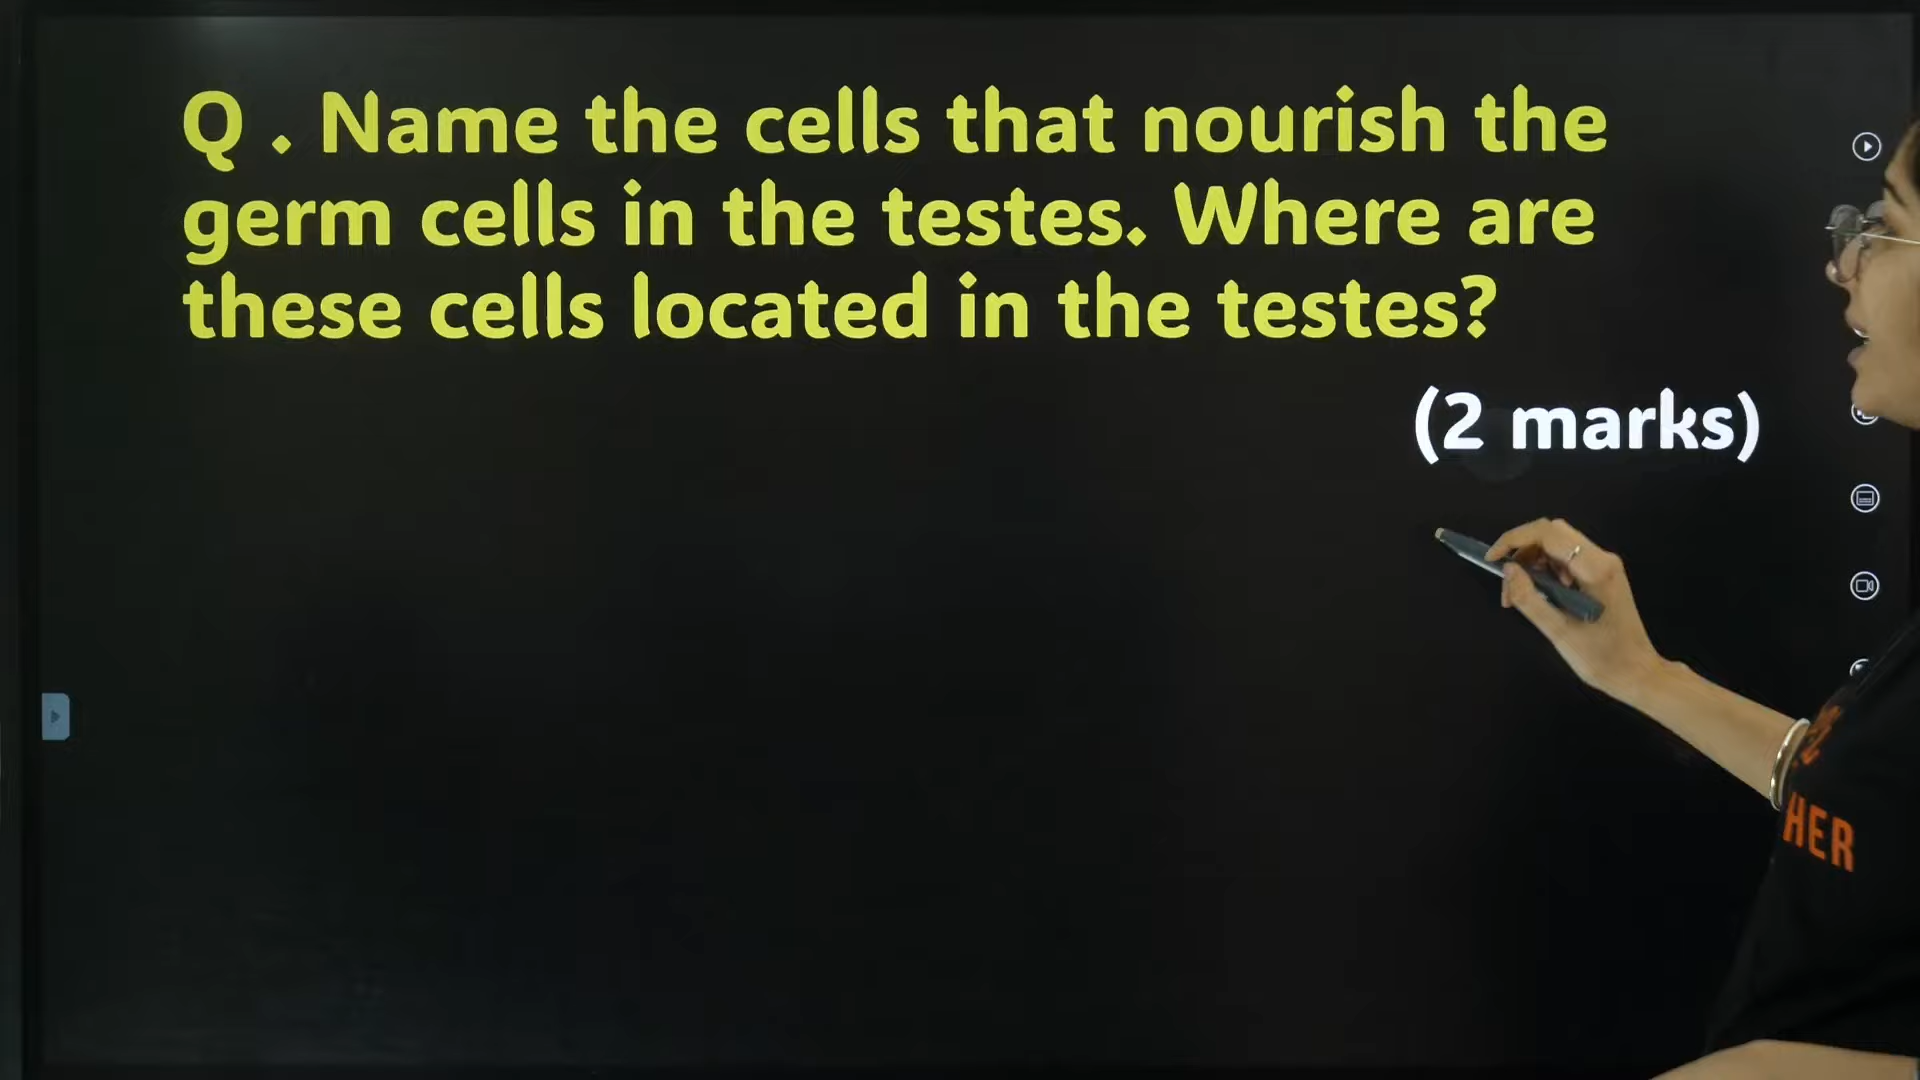 Q . Name the cells that nourish the
germ cells in the testes. Where are
these cells located in the testes?
(2 marks)
HER